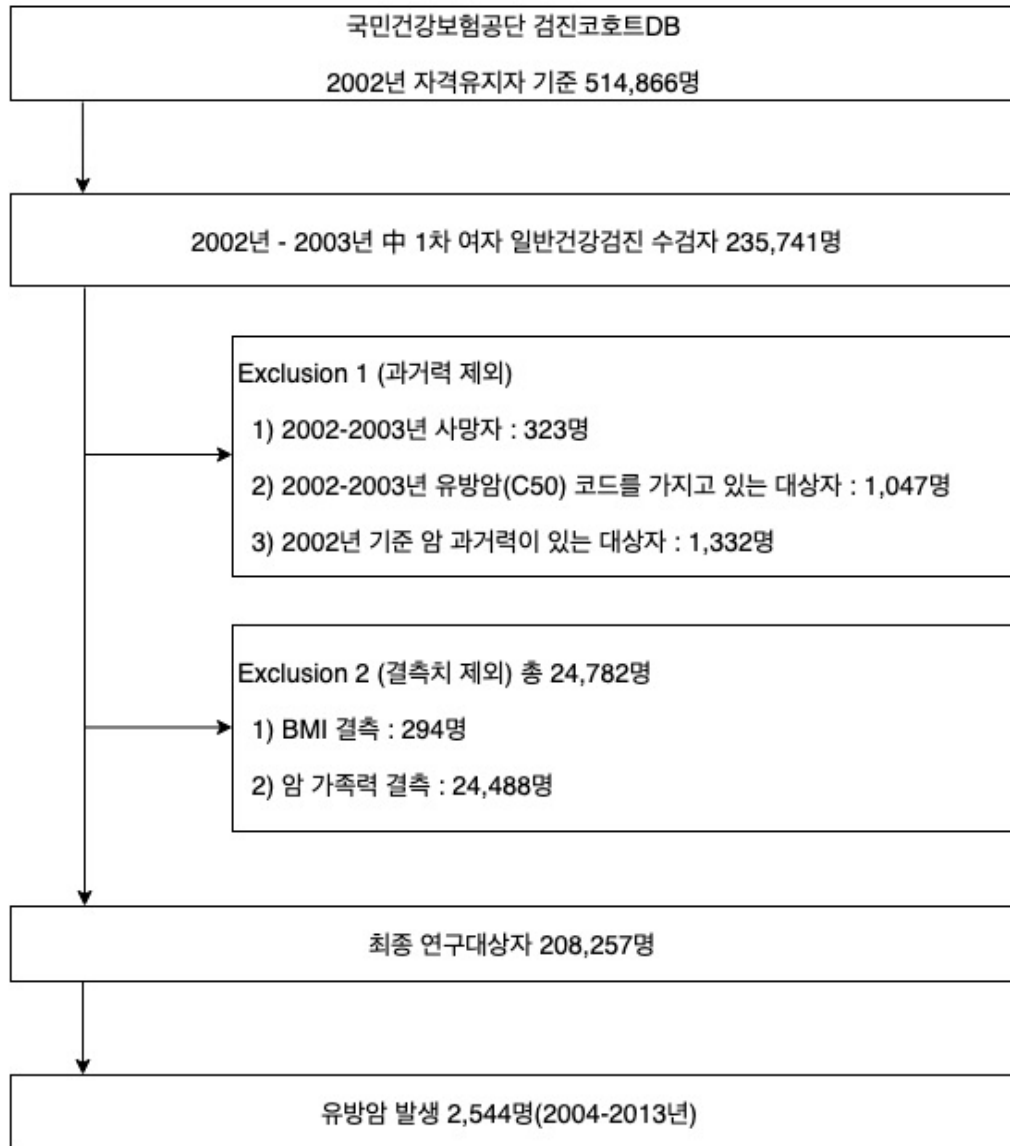 국민건강보험공단 검진코호트DB
2002년 자격유지자 기준 514,866명
2002년 - 2003년 中 1차 여자 일반건강검진 수검자 235,741명
Exclusion 1 (과거력 제외)
1) 2002-2003년 사망자 : 323명
2) 2002-2003년 유방암(C50) 코드를 가지고 있는 대상자 : 1,047명
3) 2002년 기준 암 과거력이 있는 대상자 : 1,332명
Exclusion 2 (결측치 제외) 총 24,782명
1) BMI 결측 : 294명
2) 암 가족력 결측 : 24,488명
최종 연구대상자 208,257명
유방암 발생 2,544명(2004-2013년)